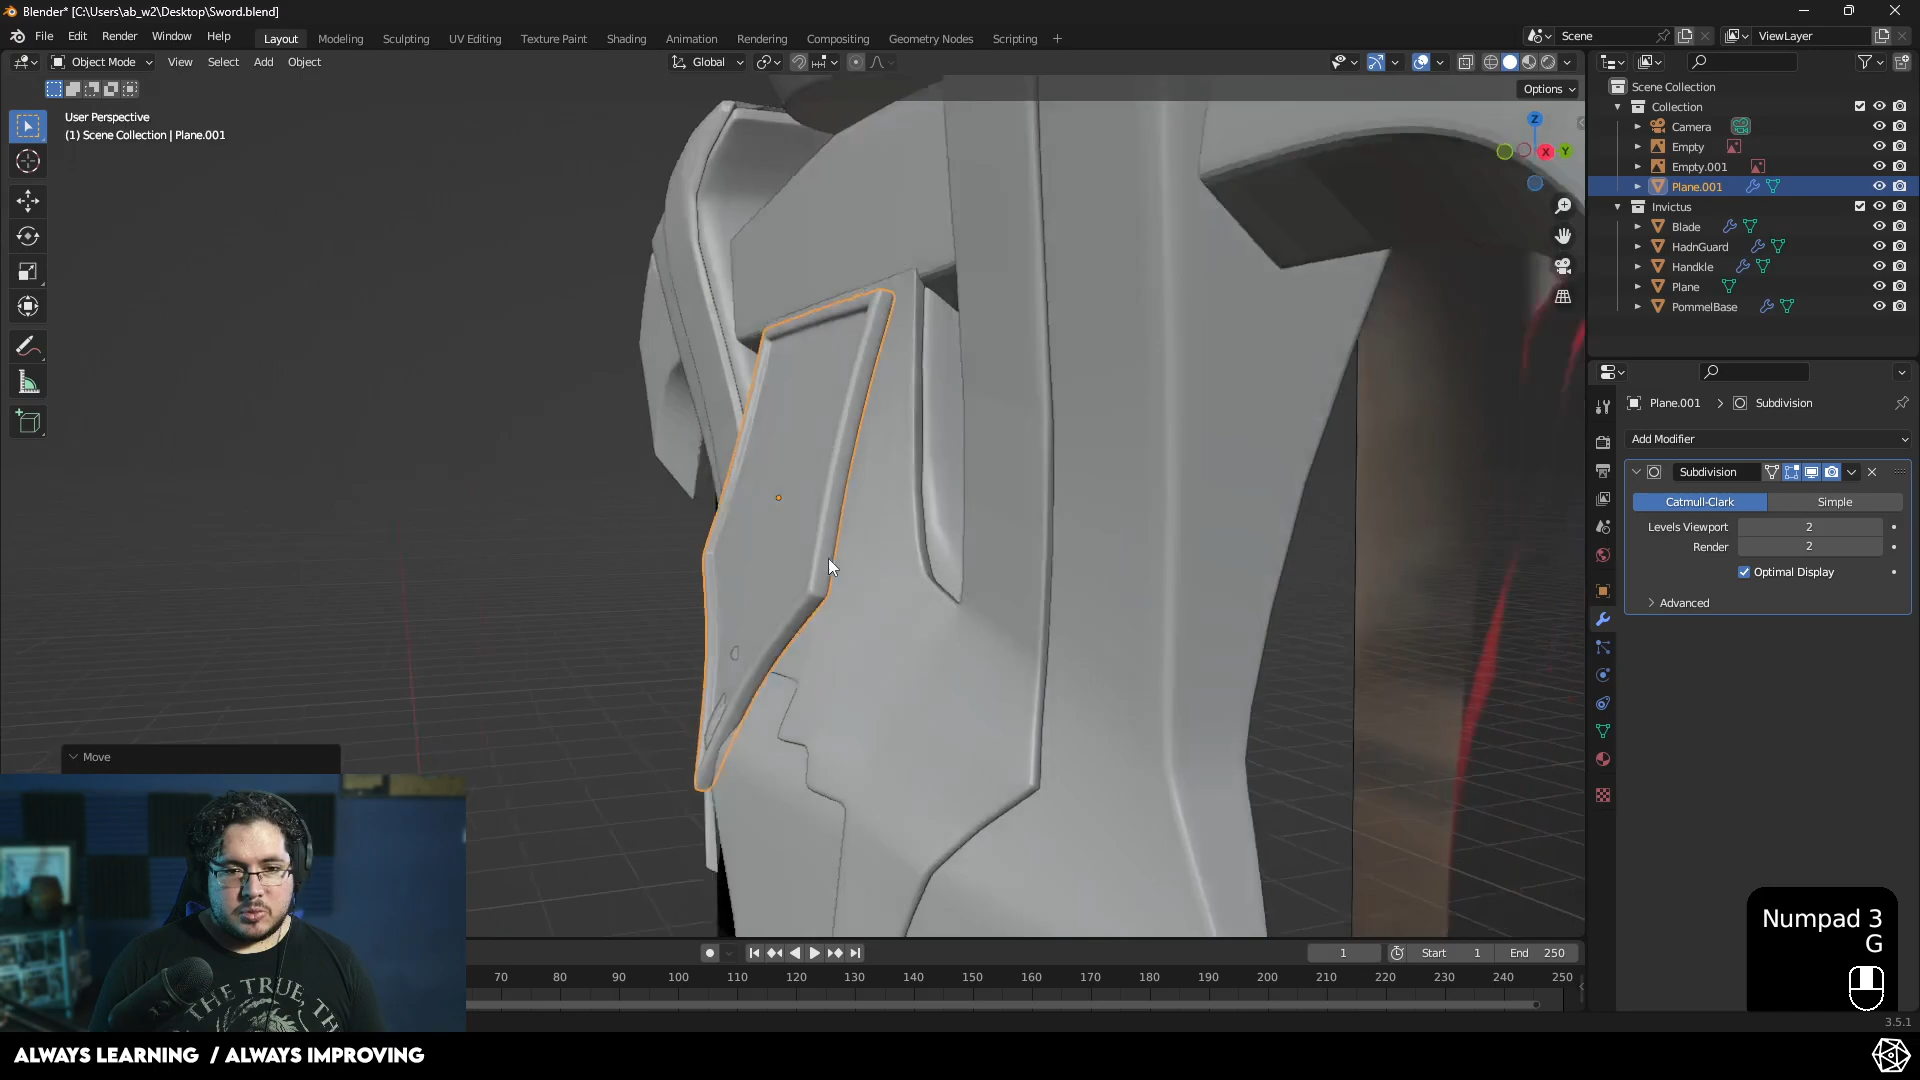 Blender* [C:\Users\ab_w2\Desktop\Sword.blend]
File Edit Render Window Help Layout Modeling Sculpting UV Editing Texture Paint Shading Animation Rendering Compositing Geometry Nodes Scripting + Scene ViewLayer
Object Mode View Select Add Object Global
Options
User Perspective
(1) Scene Collection | Plane.001
Z
X
Y
Scene Collection
Collection
Camera
Empty
Empty.001
Plane.001
Invictus
Blade
HadnGuard
Handkle
Plane
PommelBase
Plane.001 > Subdivision
Add Modifier
Subdivision
Catmull-Clark Simple
Levels Viewport 2
Render 2
Optimal Display
Advanced
Move
Numpad 3
G
1 Start 1 End 250
70 80 90 100 110 120 130 140 150 160 170 180 190 200 210 220 230 240 250
3.5.1
THE TRUE, TH
ALWAYS LEARNING / ALWAYS IMPROVING